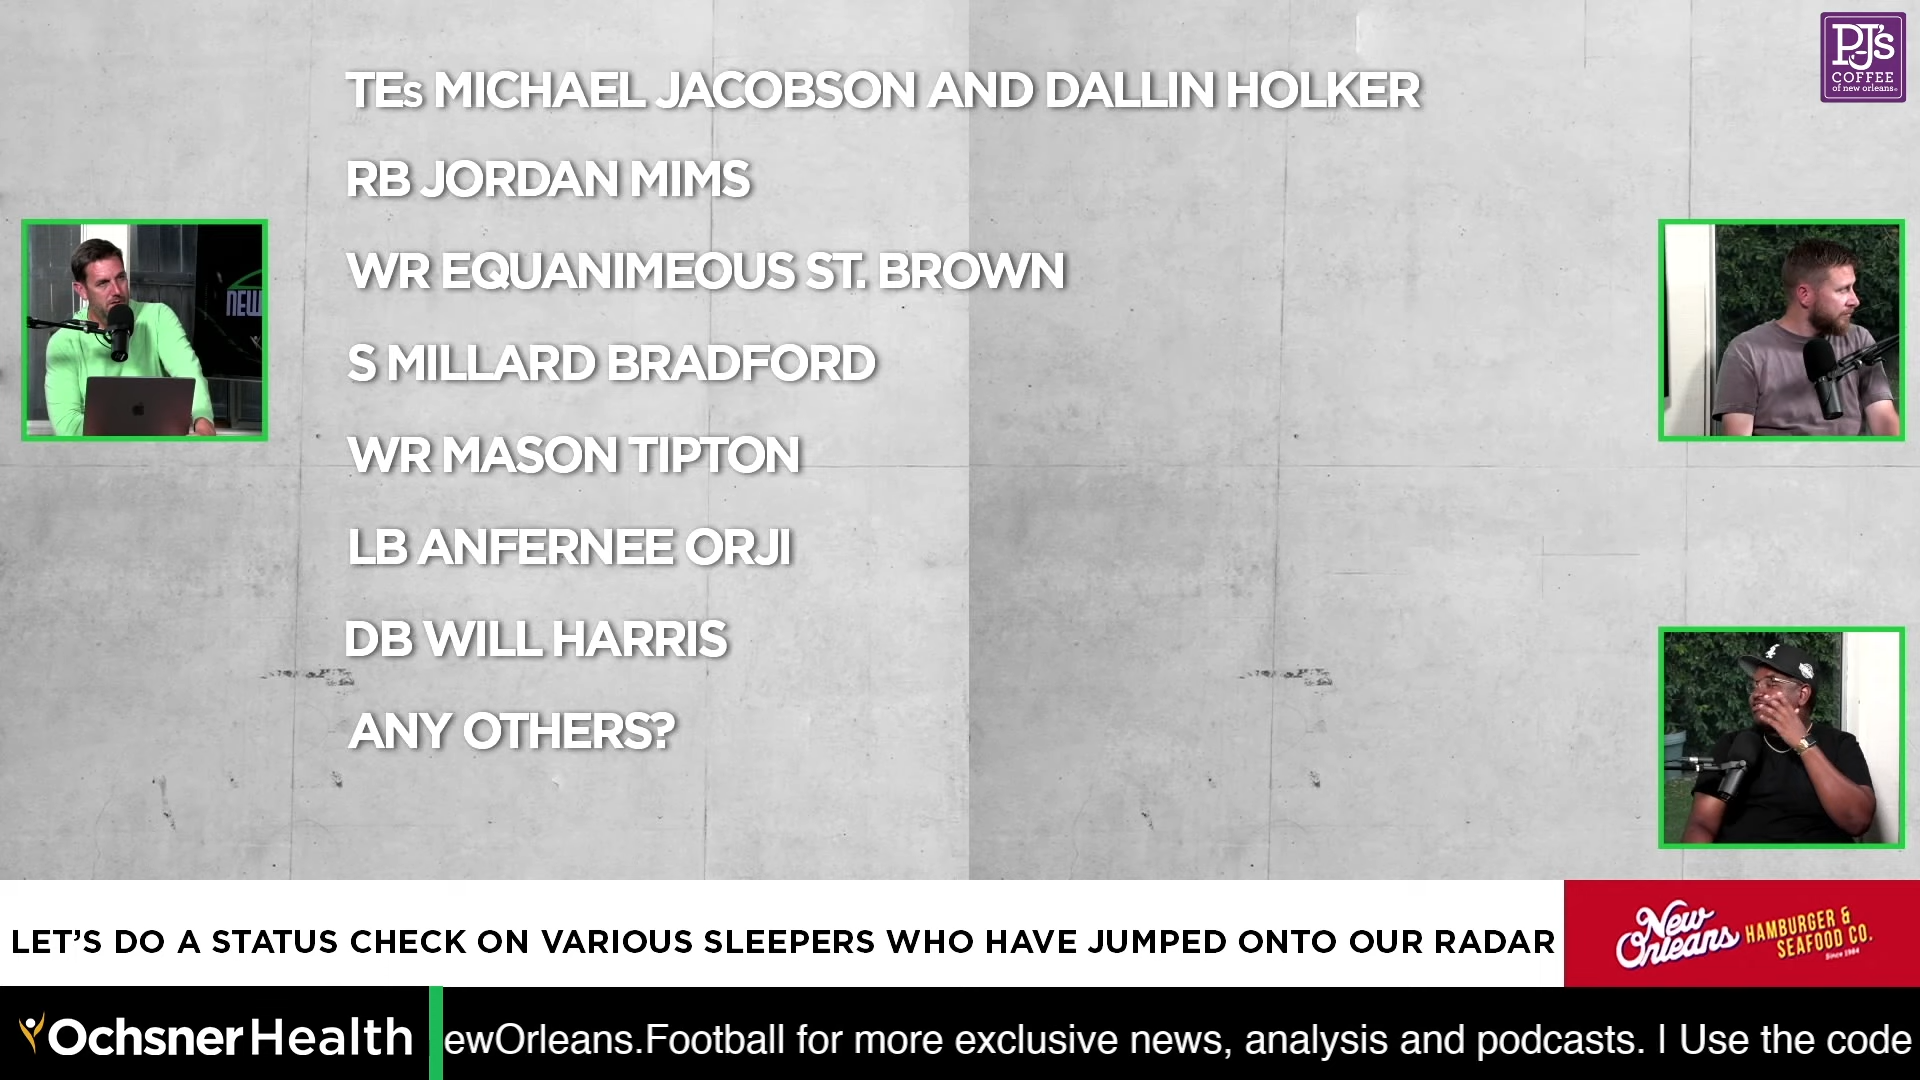 PJ's
COFFEE
of new orleans
TEs MICHAEL JACOBSON AND DALLIN HOLKER
RB JORDAN MIMS
WR EQUANIMEOUS ST. BROWN
S MILLARD BRADFORD
WR MASON TIPTON
LB ANFERNEE ORJI
DB WILL HARRIS
ANY OTHERS?
NEW
LET'S DO A STATUS CHECK ON VARIOUS SLEEPERS WHO HAVE JUMPED ONTO OUR RADAR
New Orleans
HAMBURGER &
SEAFOOD CO.
Since 1984
Ochsner Health
ewOrleans.Football for more exclusive news, analysis and podcasts. | Use the code